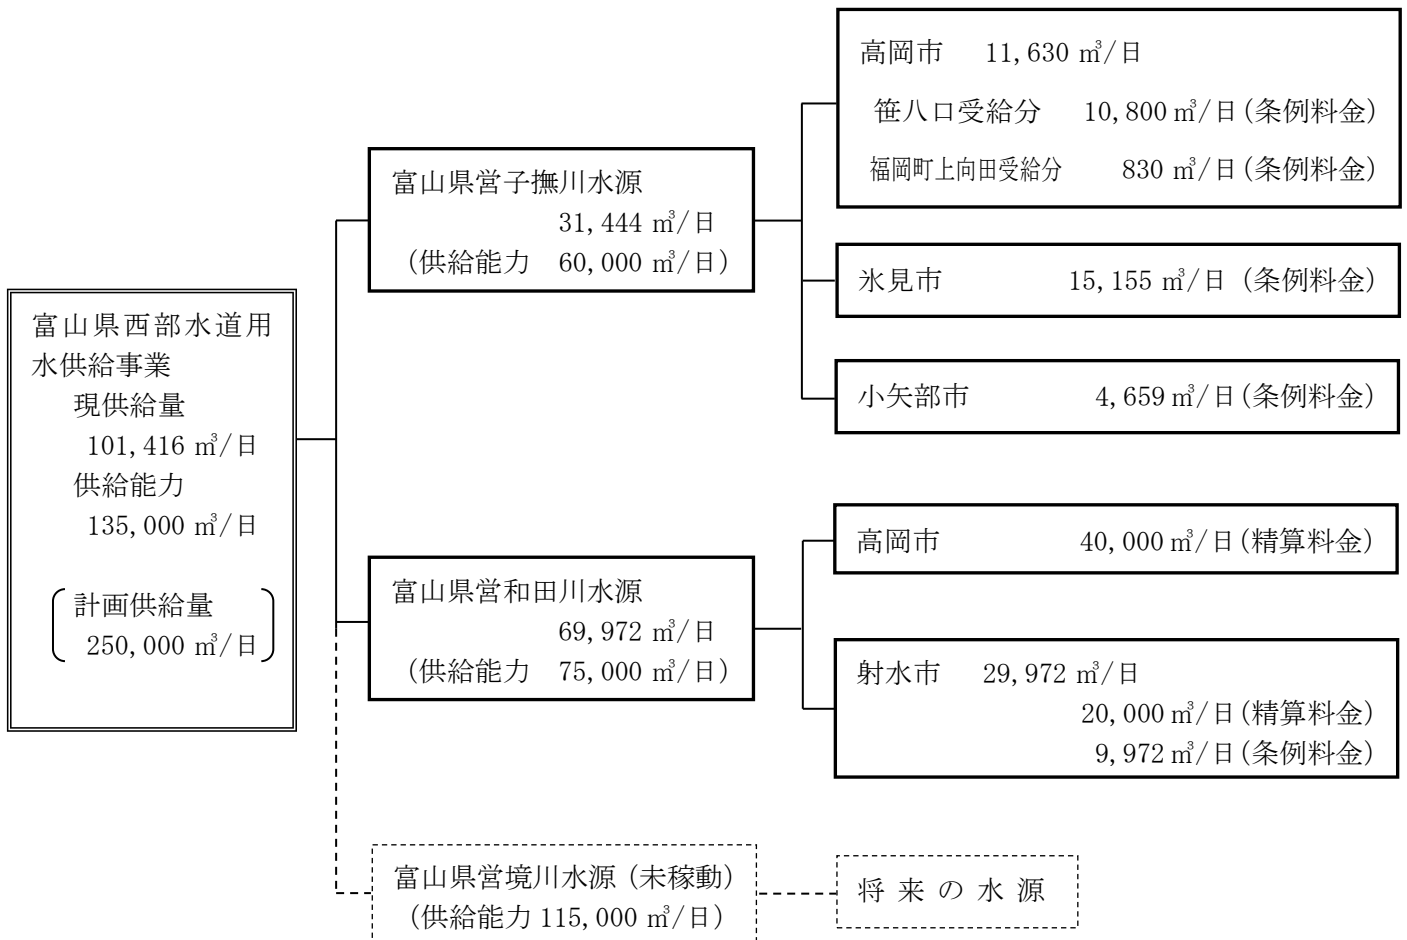 富山県西部水道用
水供給事業
現供給量
101,416 ㎥/日
供給能力
135,000 ㎥/日
計画供給量
250,000 ㎥/日
富山県営子撫川水源
31,444 ㎥/日
(供給能力 60,000 ㎥/日)
高岡市 11,630 ㎥/日
笹八口受給分 10,800 ㎥/日(条例料金)
福岡町上向田受給分 830 ㎥/日(条例料金)
氷見市 15,155 ㎥/日 (条例料金)
小矢部市 4,659 ㎥/日(条例料金)
富山県営和田川水源
69,972 ㎥/日
(供給能力 75,000 ㎥/日)
高岡市 40,000 ㎥/日(精算料金)
射水市 29,972 ㎥/日
20,000 ㎥/日(精算料金)
9,972 ㎥/日(条例料金)
富山県営境川水源(未稼動)
(供給能力 115,000 ㎥/日)
将来の水源